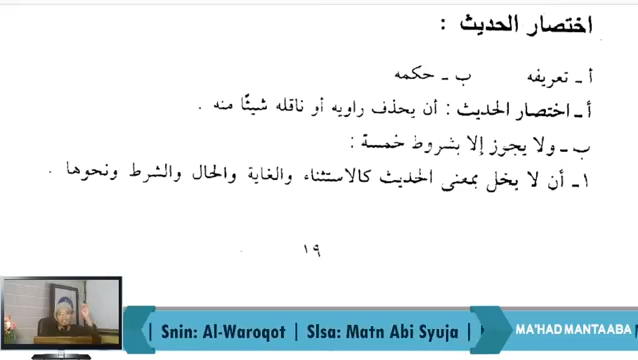 اختصار الحديث :
أ - تعريفه ب - حكمه
أ - اختصار الحديث : أن يحذف راويه أو ناقله شيئًا منه .
ب - ولا يجوز إلا بشروط خمسة :
١ - أن لا يخل بمعنى الحديث كالاستثناء والغاية والحال والشرط ونحوها .
١٩
| Snin: Al-Waroqot | Slsa: Matn Abi Syuja |
MA'HAD MANTAABA